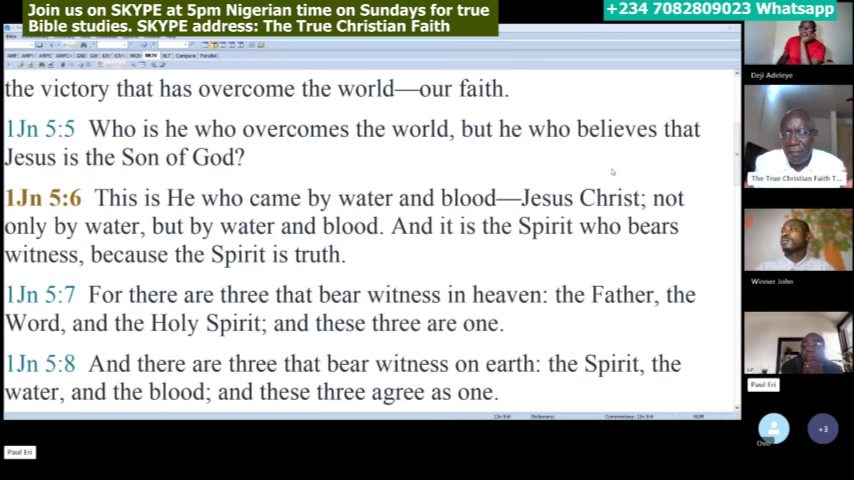 Join us on SKYPE at 5pm Nigerian time on Sundays for true
Bible studies. SKYPE address: The True Christian Faith
+234 7082809023 Whatsapp
the victory that has overcome the world—our faith.
1Jn 5:5 Who is he who overcomes the world, but he who believes that
Jesus is the Son of God?
1Jn 5:6 This is He who came by water and blood—Jesus Christ; not
only by water, but by water and blood. And it is the Spirit who bears
witness, because the Spirit is truth.
1Jn 5:7 For there are three that bear witness in heaven: the Father, the
Word, and the Holy Spirit; and these three are one.
1Jn 5:8 And there are three that bear witness on earth: the Spirit, the
water, and the blood; and these three agree as one.
Deji Adeleye
The True Christian Faith T...
Winner John
Paul Eri
Ovo
+3
Paul Eri